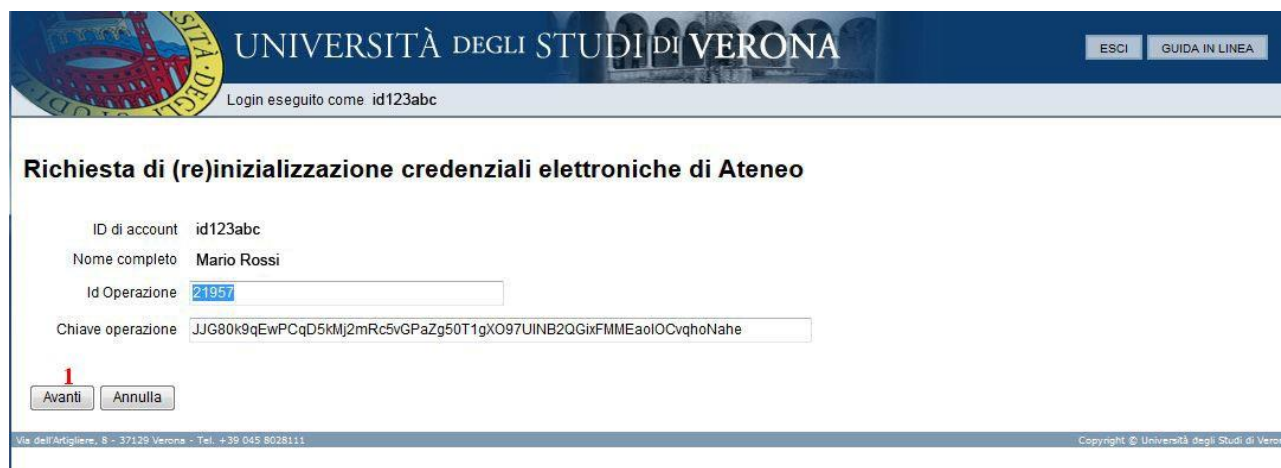 UNIVERSITÀ DEGLI STUDI DI VERONA
ESCI GUIDA IN LINEA
Login eseguito come id123abc
Richiesta di (re)inizializzazione credenziali elettroniche di Ateneo
ID di account id123abc
Nome completo Mario Rossi
Id Operazione 21957
Chiave operazione JJG80k9qEwPCqD5kMj2mRc5vGPaZg50T1gXO97UINB2QGixFMMEaolOCvqhoNahe
1
Avanti Annulla
Via dell'Artigliere, 8 - 37129 Verona - Tel. +39 045 8028111 Copyright © Università degli Studi di Vero